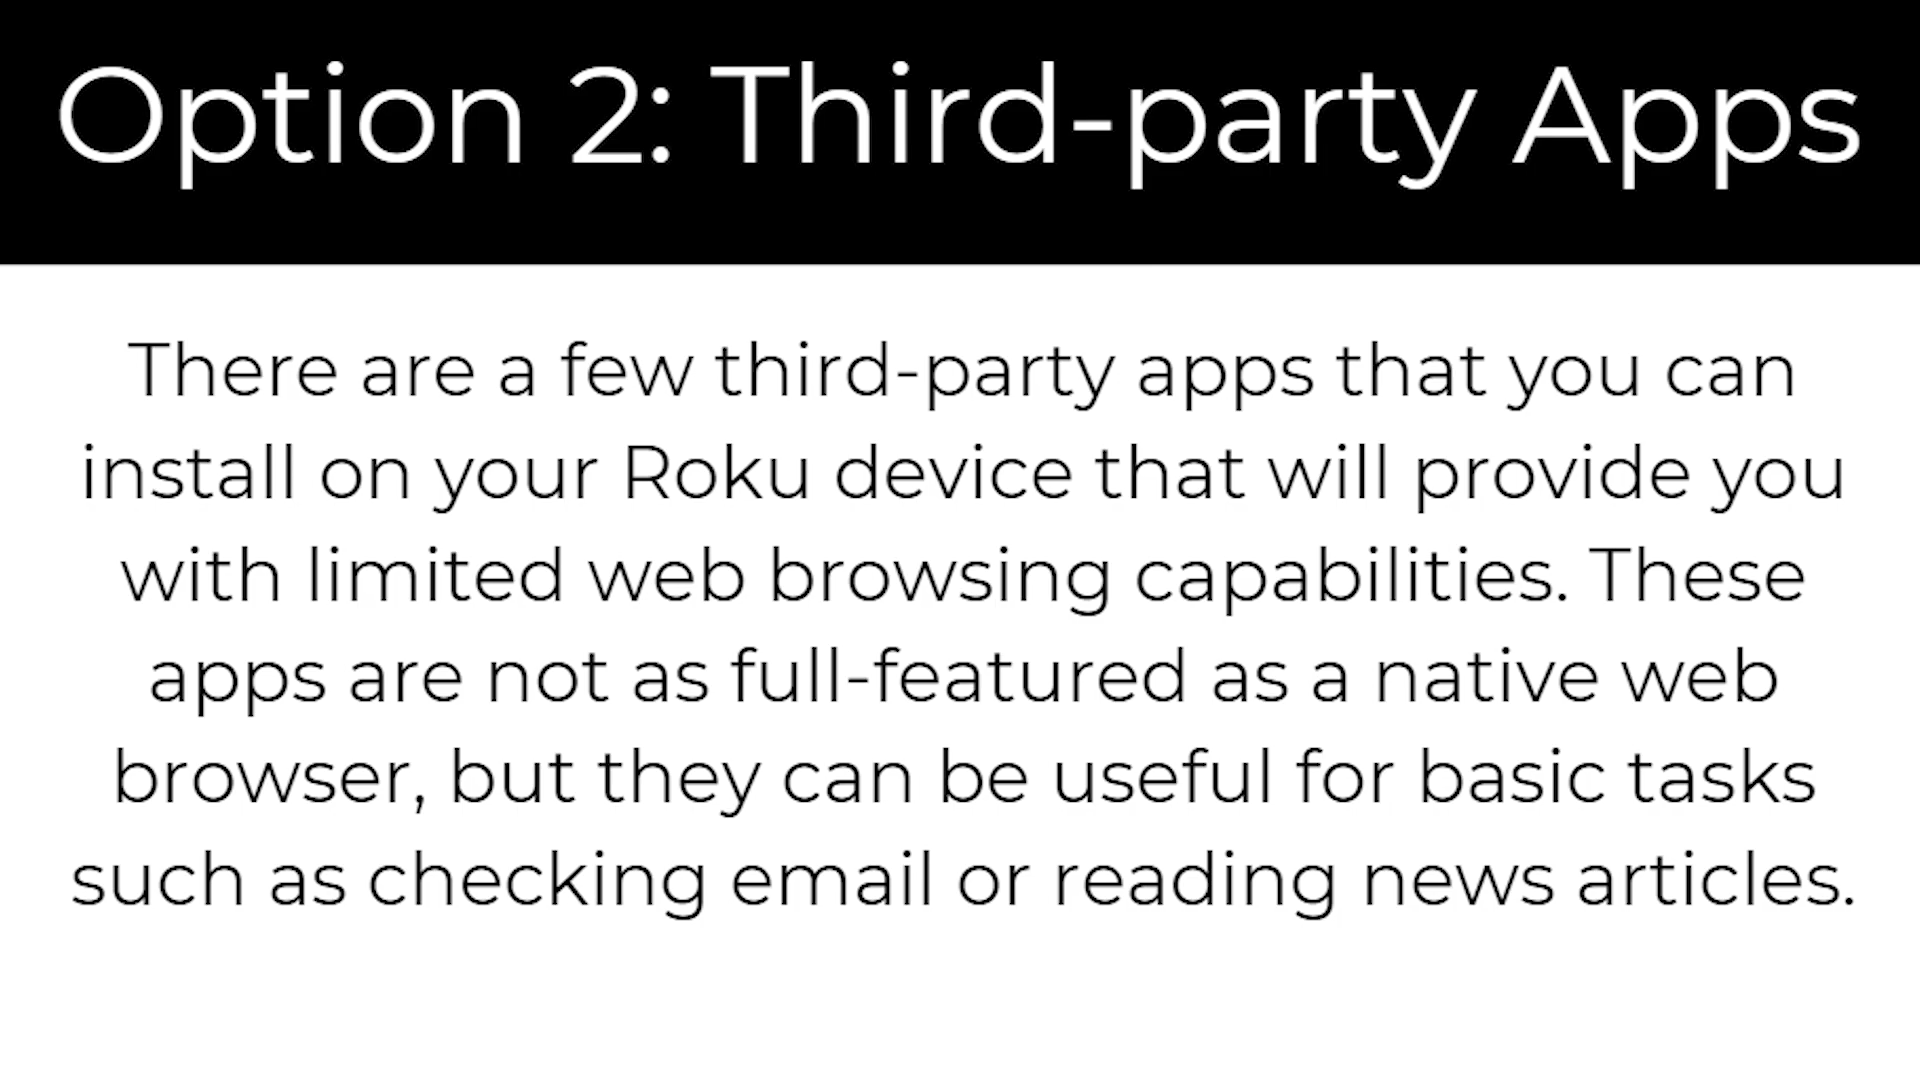 Option 2: Third-party Apps
There are a few third-party apps that you can
install on your Roku device that will provide you
with limited web browsing capabilities. These
apps are not as full-featured as a native web
browser, but they can be useful for basic tasks
such as checking email or reading news articles.